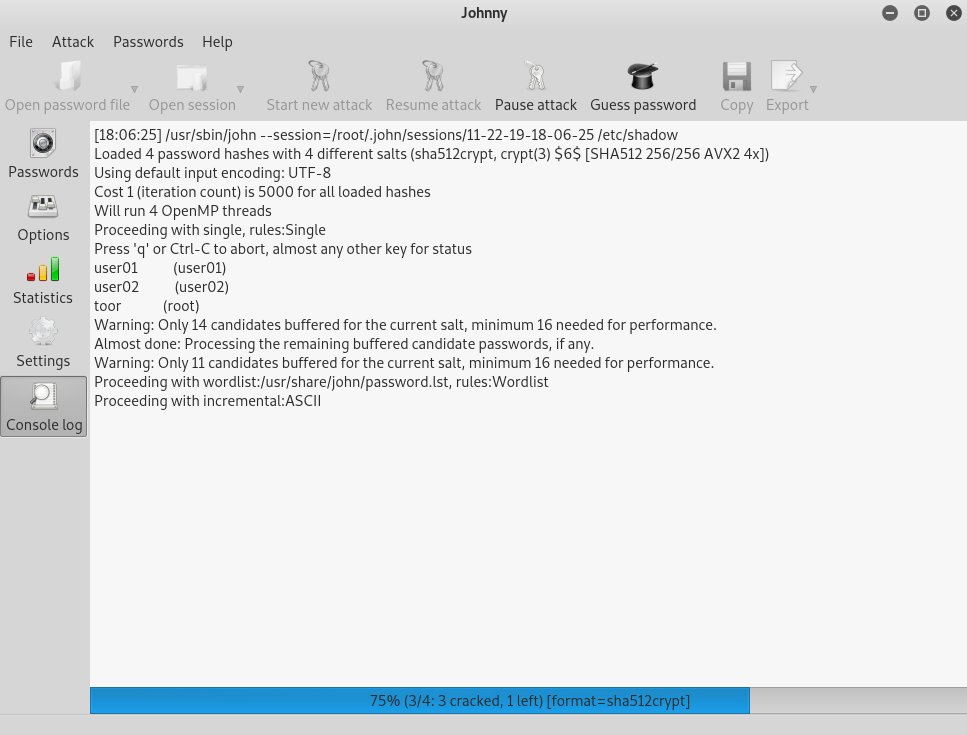 Johnny
File Attack Passwords Help
Open password file Open session Start new attack Resume attack Pause attack Guess password Copy Export
Passwords
Options
Statistics
Settings
Console log
[18:06:25] /usr/sbin/john --session=/root/.john/sessions/11-22-19-18-06-25 /etc/shadow
Loaded 4 password hashes with 4 different salts (sha512crypt, crypt(3) $6$ [SHA512 256/256 AVX2 4x])
Using default input encoding: UTF-8
Cost 1 (iteration count) is 5000 for all loaded hashes
Will run 4 OpenMP threads
Proceeding with single, rules:Single
Press 'q' or Ctrl-C to abort, almost any other key for status
user01 (user01)
user02 (user02)
toor (root)
Warning: Only 14 candidates buffered for the current salt, minimum 16 needed for performance.
Almost done: Processing the remaining buffered candidate passwords, if any.
Warning: Only 11 candidates buffered for the current salt, minimum 16 needed for performance.
Proceeding with wordlist:/usr/share/john/password.lst, rules:Wordlist
Proceeding with incremental:ASCII
75% (3/4: 3 cracked, 1 left) [format=sha512crypt]